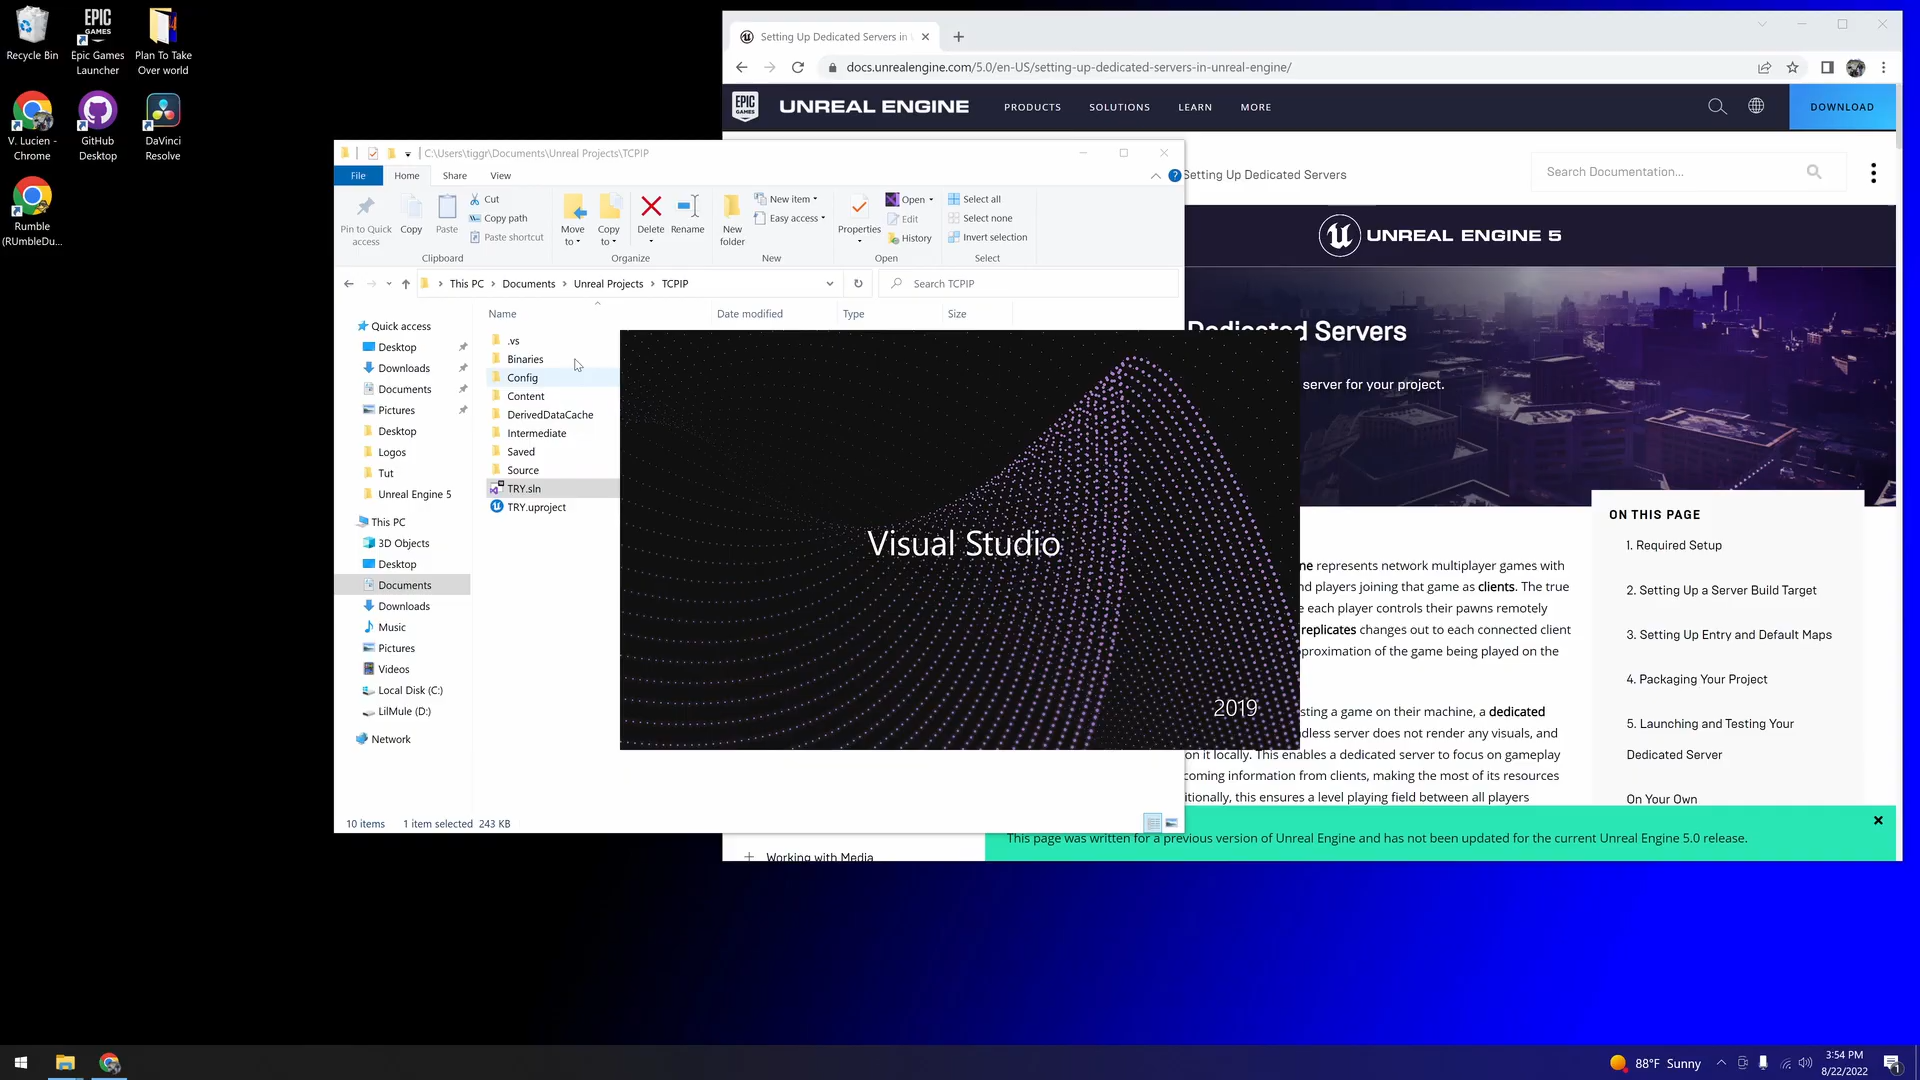 Recycle Bin
Epic Games
Launcher
Plan To Take
Over world
V. Lucien -
Chrome
GitHub
Desktop
DaVinci
Resolve
Rumble
(RUmbleDu...
Setting Up Dedicated Servers in
docs.unrealengine.com/5.0/en-US/setting-up-dedicated-servers-in-unreal-engine/
EPIC GAMES
UNREAL ENGINE
PRODUCTS
SOLUTIONS
LEARN
MORE
DOWNLOAD
Setting Up Dedicated Servers
Search Documentation...
UNREAL ENGINE 5
Dedicated Servers
server for your project.
ON THIS PAGE
1. Required Setup
2. Setting Up a Server Build Target
3. Setting Up Entry and Default Maps
4. Packaging Your Project
5. Launching and Testing Your
Dedicated Server
On Your Own
ne represents network multiplayer games with
nd players joining that game as clients. The true
e each player controls their pawns remotely
replicates changes out to each connected client
proximation of the game being played on the
sting a game on their machine, a dedicated
dless server does not render any visuals, and
on it locally. This enables a dedicated server to focus on gameplay
coming information from clients, making the most of its resources
itionally, this ensures a level playing field between all players
This page was written for a previous version of Unreal Engine and has not been updated for the current Unreal Engine 5.0 release.
Working with Media
C:\Users\tiggr\Documents\Unreal Projects\TCPIP
File
Home
Share
View
Pin to Quick
access
Copy
Paste
Cut
Copy path
Paste shortcut
Clipboard
Move
to
Copy
to
Delete
Rename
Organize
New
folder
New item
Easy access
New
Properties
Open
Edit
History
Open
Select all
Select none
Invert selection
Select
This PC
Documents
Unreal Projects
TCPIP
Search TCPIP
Name
Date modified
Type
Size
Quick access
Desktop
Downloads
Documents
Pictures
Desktop
Logos
Tut
Unreal Engine 5
This PC
3D Objects
Desktop
Documents
Downloads
Music
Pictures
Videos
Local Disk (C:)
LilMule (D:)
Network
.vs
Binaries
Config
Content
DerivedDataCache
Intermediate
Saved
Source
TRY.sln
TRY.uproject
Visual Studio
2019
10 items
1 item selected 243 KB
88°F Sunny
3:54 PM
8/22/2022
1